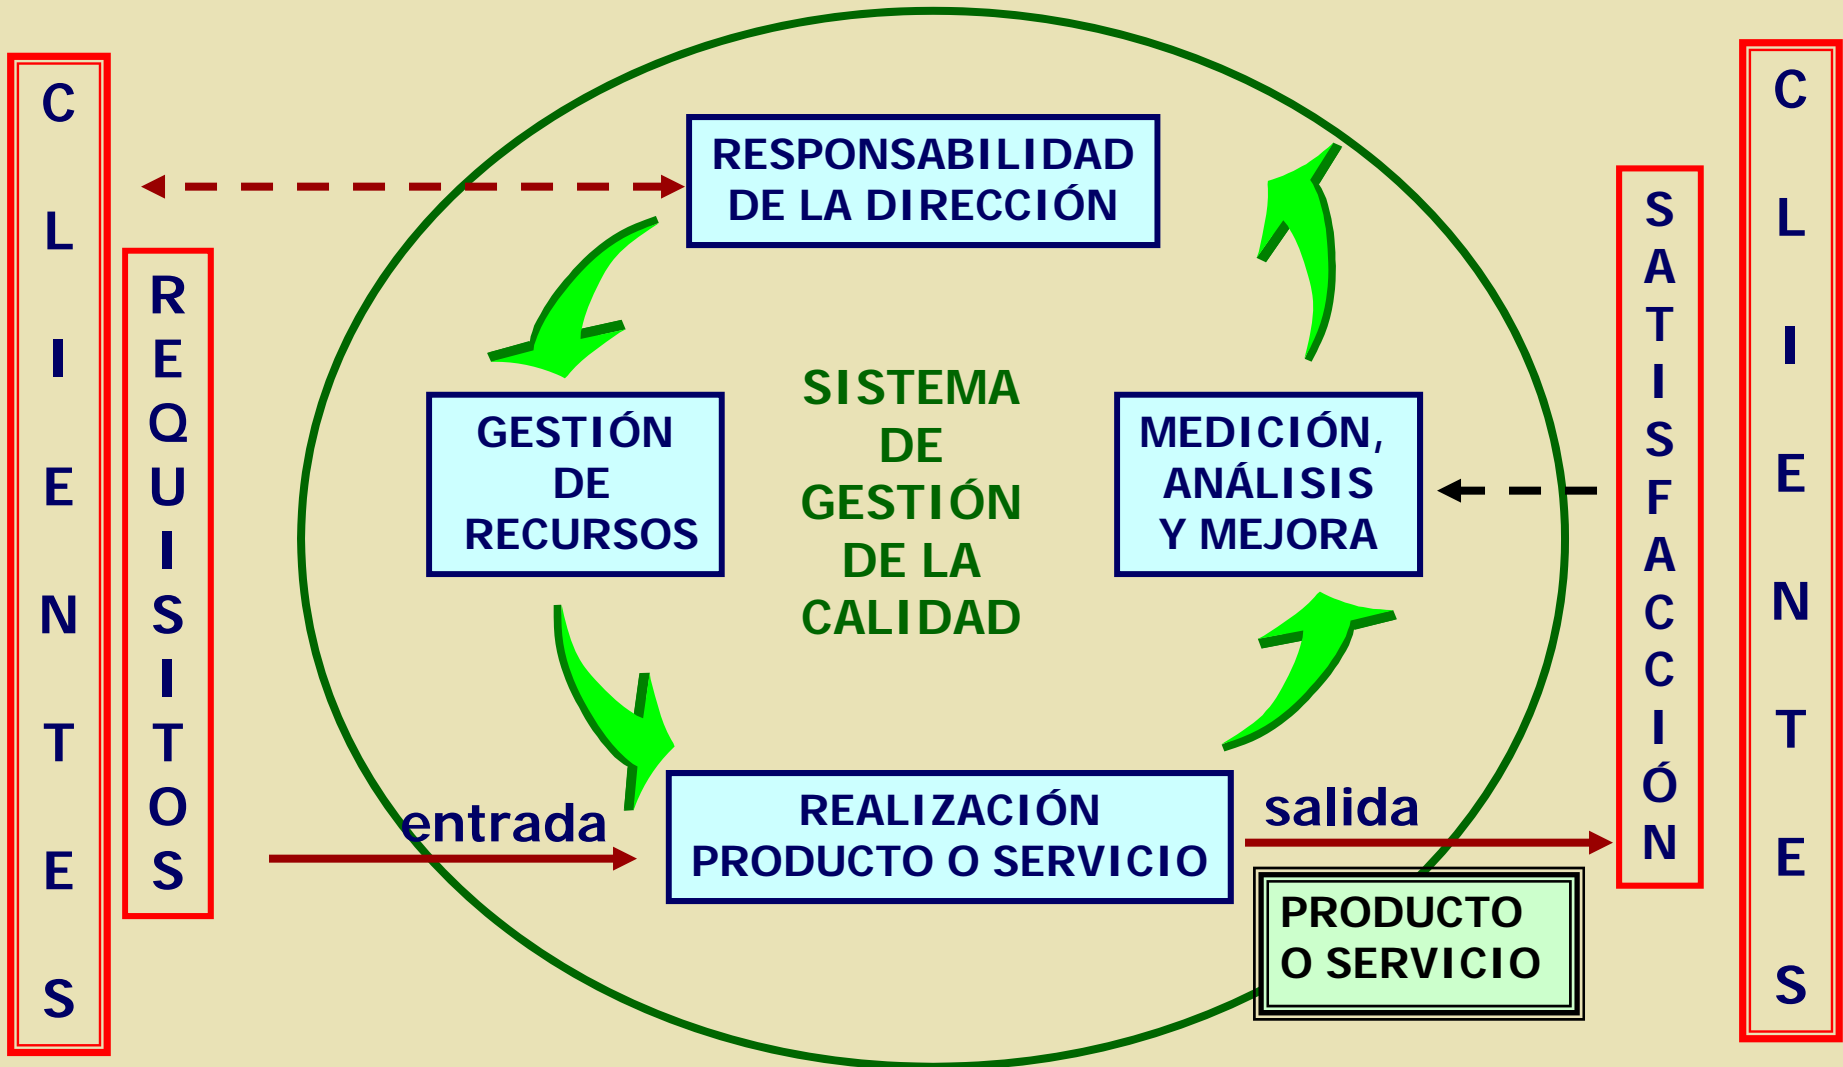 CLIENTES
REQUISITOS
RESPONSABILIDAD
DE LA DIRECCIÓN
GESTIÓN
DE
RECURSOS
SISTEMA
DE
GESTIÓN
DE LA
CALIDAD
MEDICIÓN,
ANÁLISIS
Y MEJORA
entrada
REALIZACIÓN
PRODUCTO O SERVICIO
salida
PRODUCTO
O SERVICIO
SATISFACCIÓN
CLIENTES